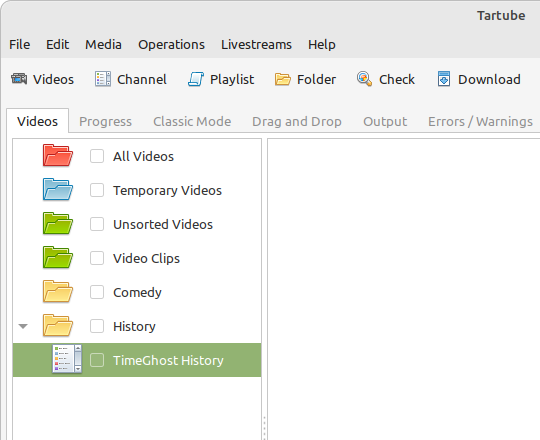 Tartube
File Edit Media Operations Livestreams Help
Videos Channel Playlist Folder Check Download
Videos Progress Classic Mode Drag and Drop Output Errors / Warnings
All Videos
Temporary Videos
Unsorted Videos
Video Clips
Comedy
History
TimeGhost History